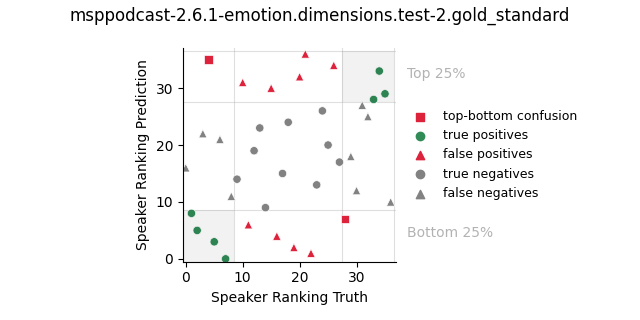 msppodcast-2.6.1-emotion.dimensions.test-2.gold_standard
Speaker Ranking Prediction
30
20
10
0
0 10 20 30
Speaker Ranking Truth
Top 25%
top-bottom confusion
true positives
false positives
true negatives
false negatives
Bottom 25%